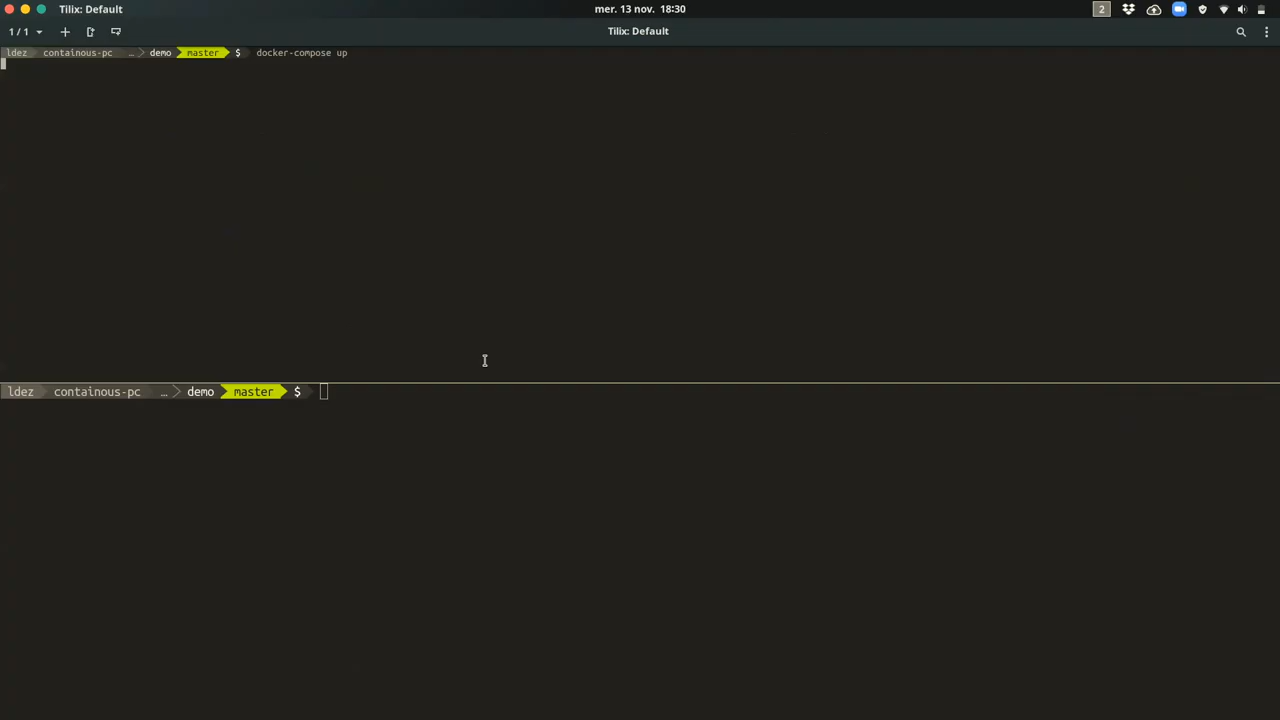 Tilix: Default
mer. 13 nov. 18:30
2
1 / 1
Tilix: Default
ldez containous-pc … demo master $ docker-compose up
ldez containous-pc … demo master $